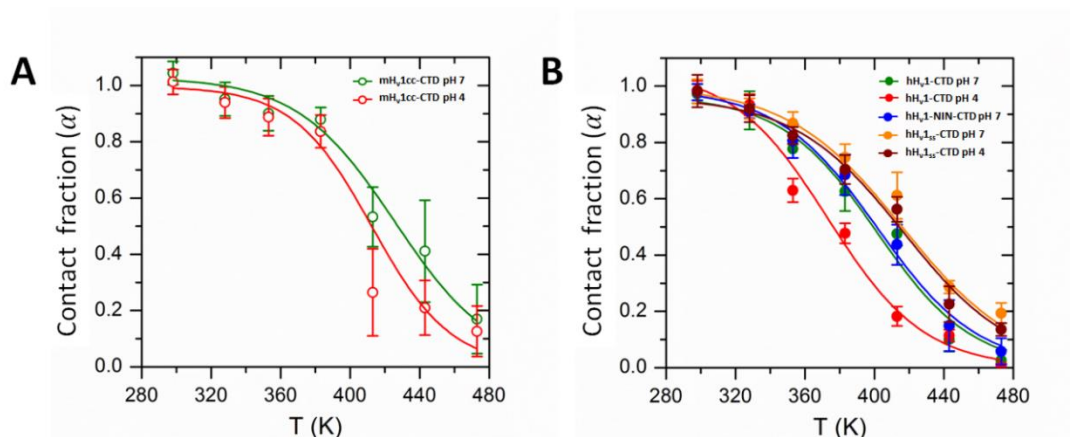 A
Contact fraction (α)
1.0
0.8
0.6
0.4
0.2
0.0
280 320 360 400 440 480
T (K)
mHv1cc-CTD pH 7
mHv1cc-CTD pH 4
B
Contact fraction (α)
1.0
0.8
0.6
0.4
0.2
0.0
280 320 360 400 440 480
T (K)
hHv1-CTD pH 7
hHv1-CTD pH 4
hHv1-NIN-CTD pH 7
hHv1ss-CTD pH 7
hHv1ss-CTD pH 4